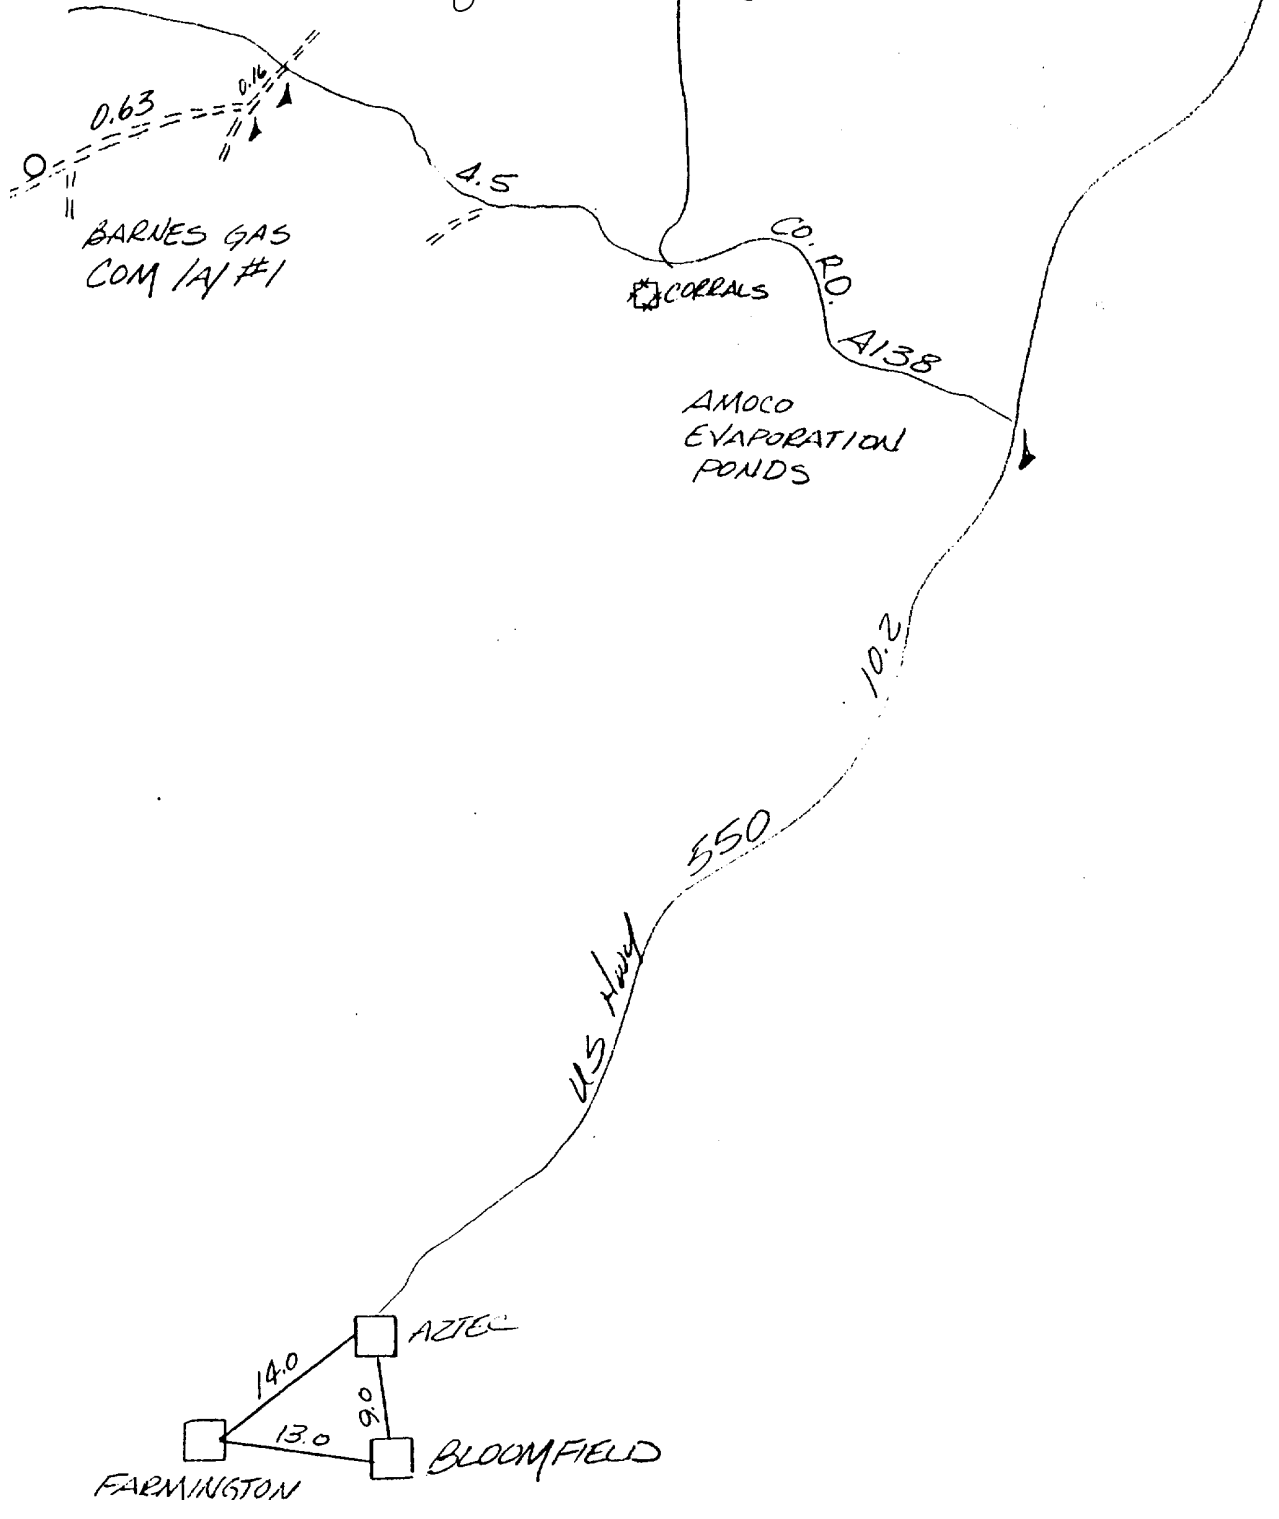 0.16
0.63
4.5
BARNES GAS
COM /A/ #1
CO. RD.
CORRALS
A138
AMOCO
EVAPORATION
PONDS
10.2
550
US Hwy
AZTEC
14.0
9.0
13.0
BLOOMFIELD
FARMINGTON